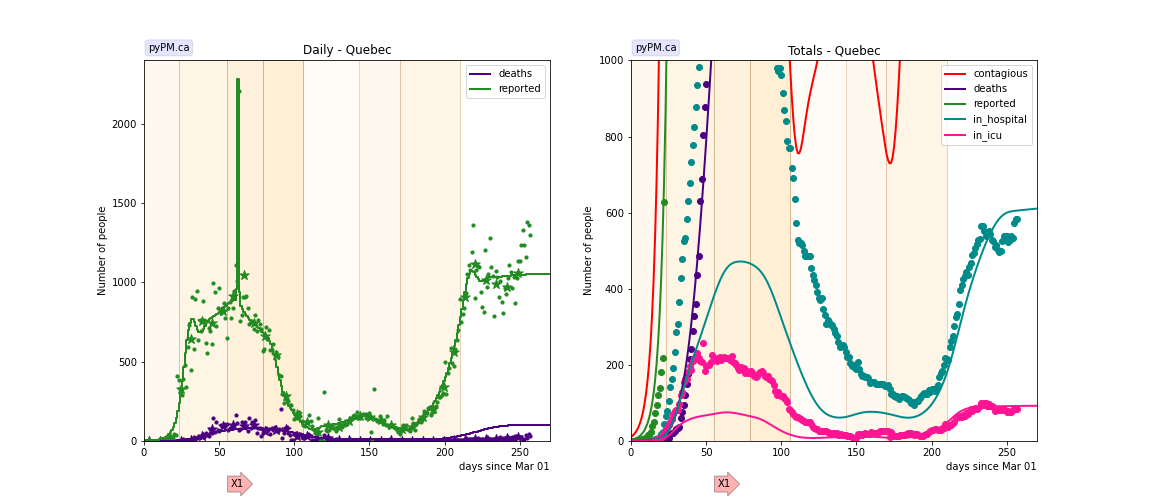 pyPM.ca
Daily - Quebec
deaths
reported
Number of people
2000
1500
1000
500
0
0
50
100
150
200
250
days since Mar 01
X1
pyPM.ca
Totals - Quebec
contagious
deaths
reported
in_hospital
in_icu
Number of people
1000
800
600
400
200
0
0
50
100
150
200
250
days since Mar 01
X1